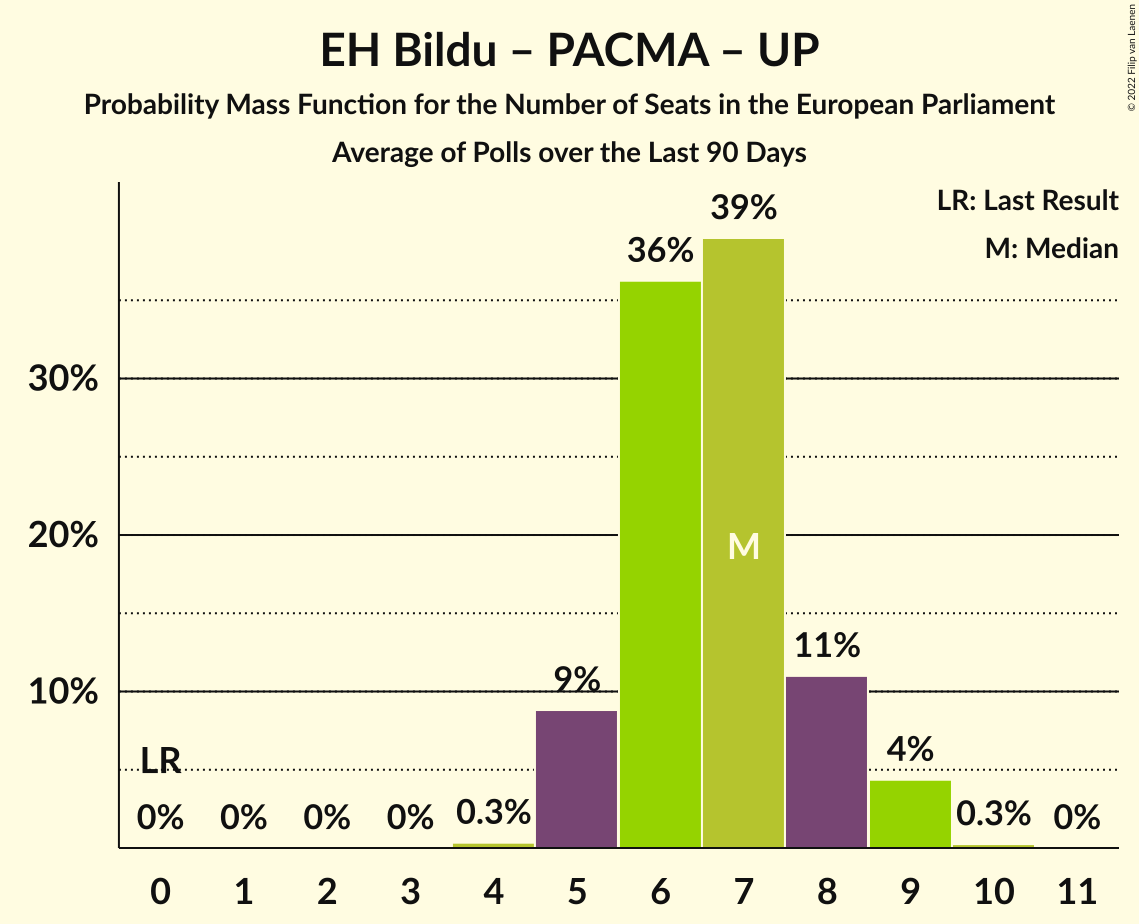 EH Bildu – PACMA – UP
Probability Mass Function for the Number of Seats in the European Parliament
Average of Polls over the Last 90 Days
© 2022 Filip van Laenen
LR: Last Result
M: Median
39%
36%
30%
20%
M
11%
9%
10%
4%
LR
0% 0% 0% 0% 0.3% 0.3% 0%
0 1 2 3 4 5 6 7 8 9 10 11